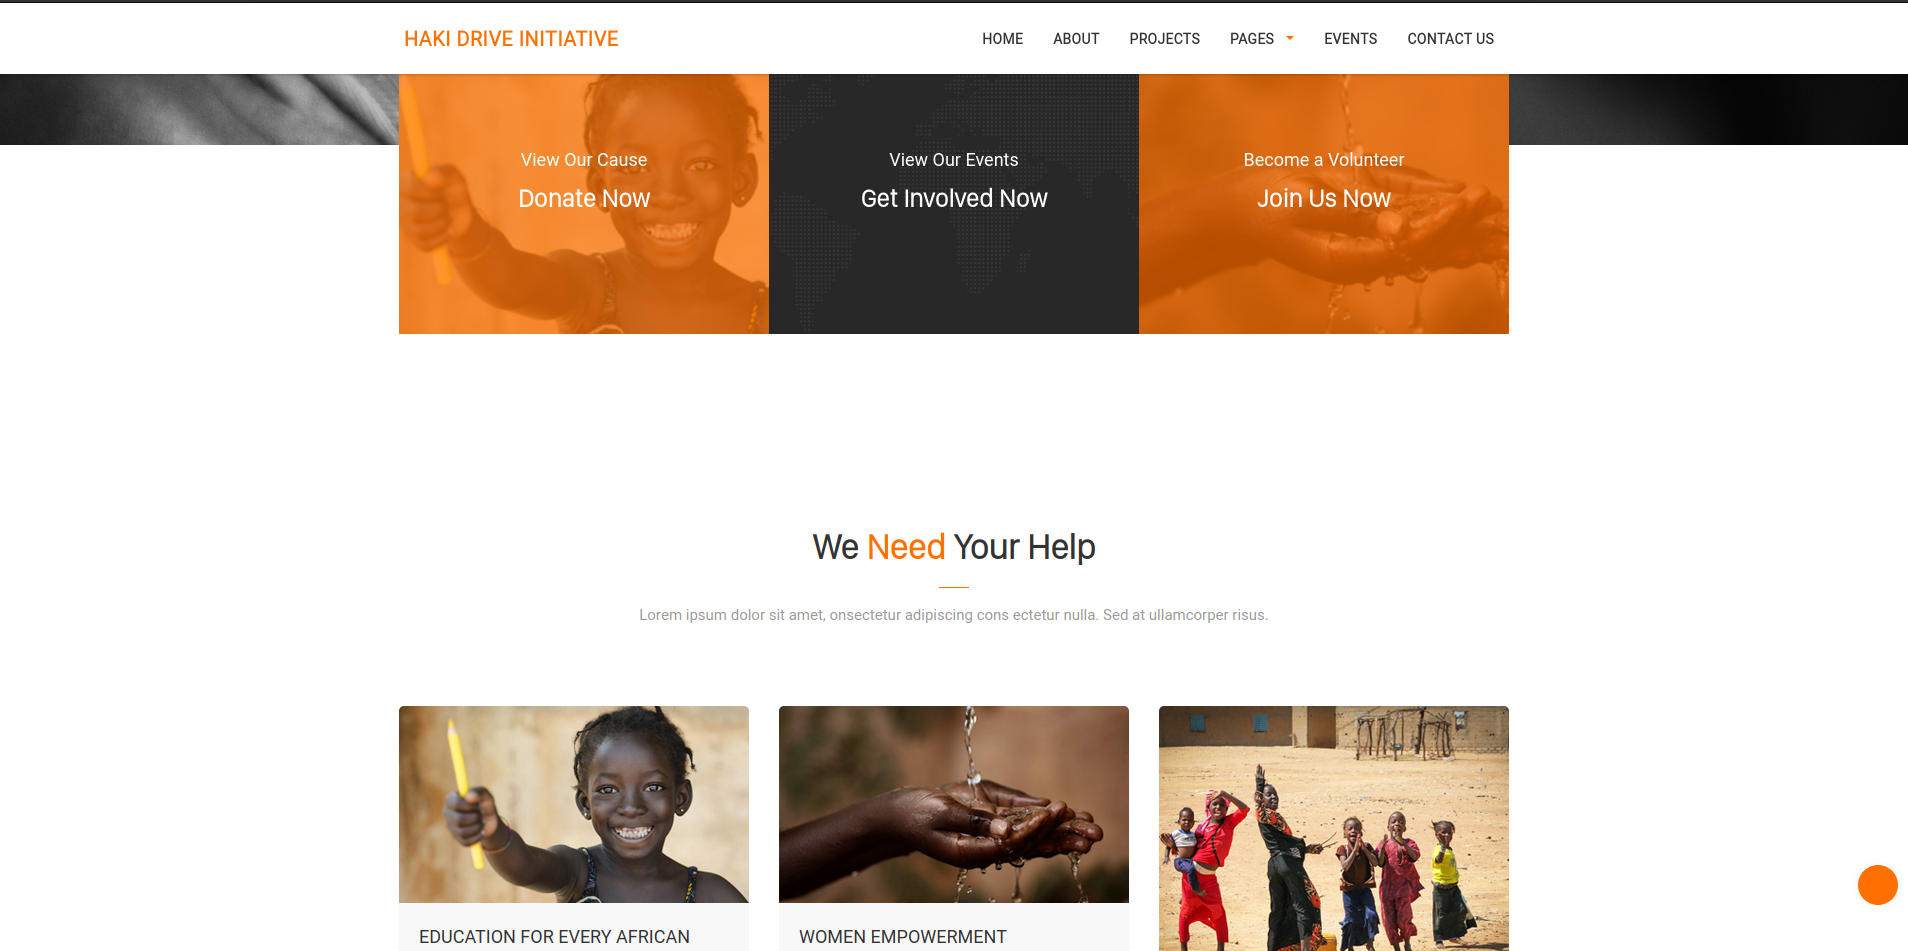 HAKI DRIVE INITIATIVE
HOME ABOUT PROJECTS PAGES EVENTS CONTACT US
View Our Cause
Donate Now
View Our Events
Get Involved Now
Become a Volunteer
Join Us Now
We Need Your Help
Lorem ipsum dolor sit amet, onsectetur adipiscing cons ectetur nulla. Sed at ullamcorper risus.
EDUCATION FOR EVERY AFRICAN
WOMEN EMPOWERMENT